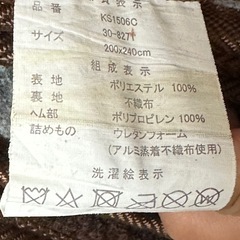 品番 KS1506C
サイズ 30-827
200x240cm
組成表示
表地 ポリエステル 100%
裏地 不織布
ヘム部 ポリプロピレン 100%
詰めもの ウレタンフォーム
(アルミ蒸着不織布使用)
洗濯絵表示